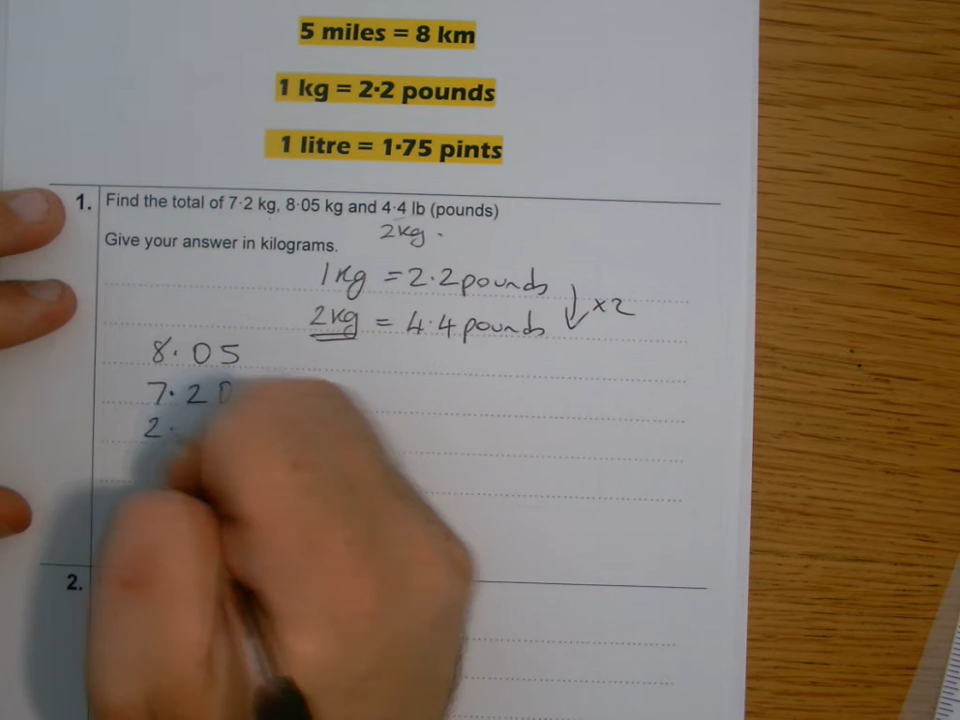 5 miles = 8 km
1 kg = 2·2 pounds
1 litre = 1·75 pints
1. Find the total of 7·2 kg, 8·05 kg and 4·4 lb (pounds)
2kg.
Give your answer in kilograms.
1kg = 2.2 pounds
×2
2kg = 4.4 pounds
8.05
7.20
2.
2.